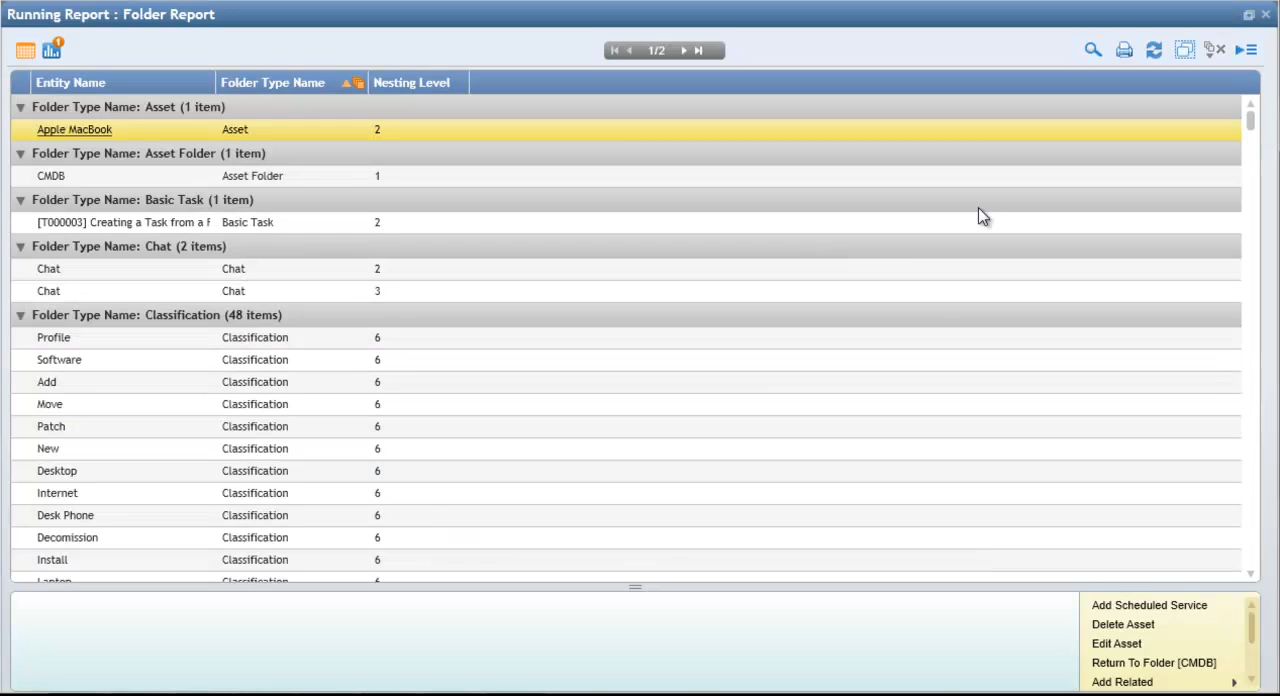 Running Report : Folder Report
1
1/2
Entity Name Folder Type Name Nesting Level
Folder Type Name: Asset (1 item)
Apple MacBook Asset 2
Folder Type Name: Asset Folder (1 item)
CMDB Asset Folder 1
Folder Type Name: Basic Task (1 item)
[T000003] Creating a Task from a F Basic Task 2
Folder Type Name: Chat (2 items)
Chat Chat 2
Chat Chat 3
Folder Type Name: Classification (48 items)
Profile Classification 6
Software Classification 6
Add Classification 6
Move Classification 6
Patch Classification 6
New Classification 6
Desktop Classification 6
Internet Classification 6
Desk Phone Classification 6
Decomission Classification 6
Install Classification 6
Laptop Classification 6
Add Scheduled Service
Delete Asset
Edit Asset
Return To Folder [CMDB]
Add Related